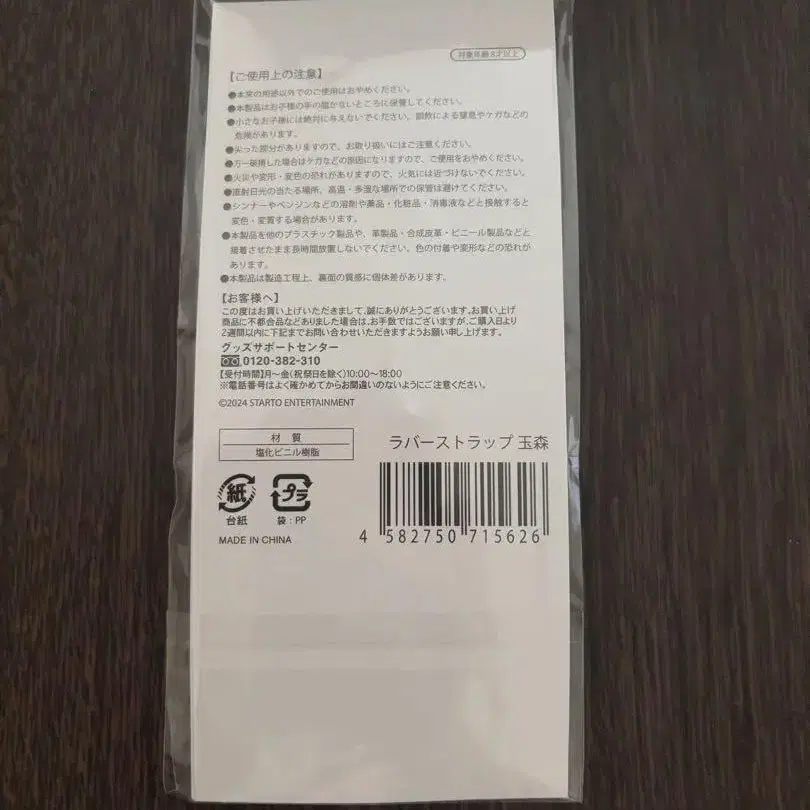 対象年齢8才以上
【ご使用上の注意】
●本来の用途以外でのご使用はおやめください。
●本製品はお子様の手の届かないところに保管してください。
●小さなお子様には絶対に与えないでください。誤飲による窒息やケガなどの
危険があります。
●尖った部分がありますので、お取り扱いにはご注意ください。
●万一破損した場合はケガなどの原因になりますので、ご使用をおやめください。
●火災や変形・変色の恐れがありますので、火気には近づけないでください。
●直射日光の当たる場所、高温・多湿な場所での保管は避けてください。
●シンナーやベンジンなどの溶剤や薬品・化粧品・消毒液などと接触すると
変色・変質する場合があります。
●本製品を他のプラスチック製品や、革製品・合成皮革・ビニール製品などと
接着させたまま長時間放置しないでください。色の付着や変形などの恐れが
あります。
●本製品は製造工程上、裏面の質感に個体差があります。
【お客様へ】
この度はお買い上げいただきまして、誠にありがとうございます。お買い上げ
商品に不都合品などありました場合は、お手数ではございますが、ご購入日より
2週間以内に下記までお問い合わせいただきますようお願い申し上げます。
グッズサポートセンター
0120-382-310
【受付時間】月〜金(祝祭日を除く)10:00〜18:00
※電話番号はよく確かめてからお間違いのないようにご注意ください。
©2024 STARTO ENTERTAINMENT
材 質
塩化ビニル樹脂
ラバーストラップ 玉森
紙
プラ
台紙
袋:PP
MADE IN CHINA
4 582750 715626